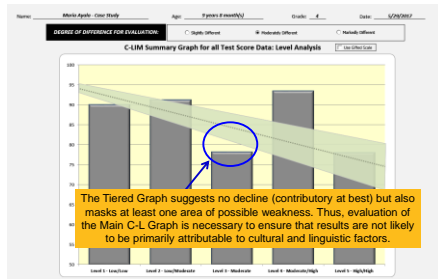 Name: Maria Ayala - Case Study Age: 9 years 8 month(s) Grade: 4 Date: 5/20/2017
DEGREE OF DIFFERENCE FOR EVALUATION: Slightly Different Moderately Different Markedly Different
C-LIM Summary Graph for all Test Score Data: Level Analysis Use Gifted Scale
100
95
90
85
80
75
70
65
The Tiered Graph suggests no decline (contributory at best) but also
masks at least one area of possible weakness. Thus, evaluation of
the Main C-L Graph is necessary to ensure that results are not likely
to be primarily attributable to cultural and linguistic factors.
50
Level 1 - Low/Low Level 2 - Low/Moderate Level 3 - Moderate Level 4 - Moderate/High Level 5 - High/High